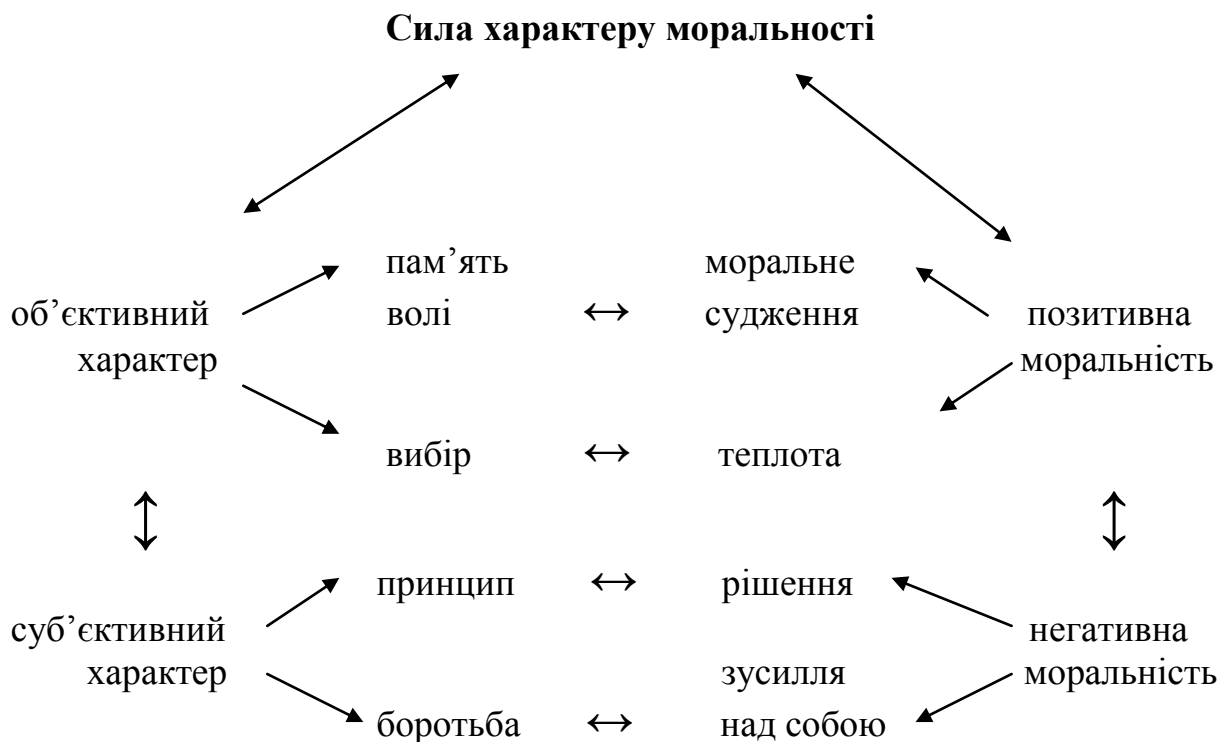 Сила характеру моральності
пам’ять моральне
об’єктивний волі ↔ судження позитивна
характер моральність
вибір ↔ теплота
принцип ↔ рішення
суб’єктивний негативна
характер зусилля моральність
боротьба ↔ над собою